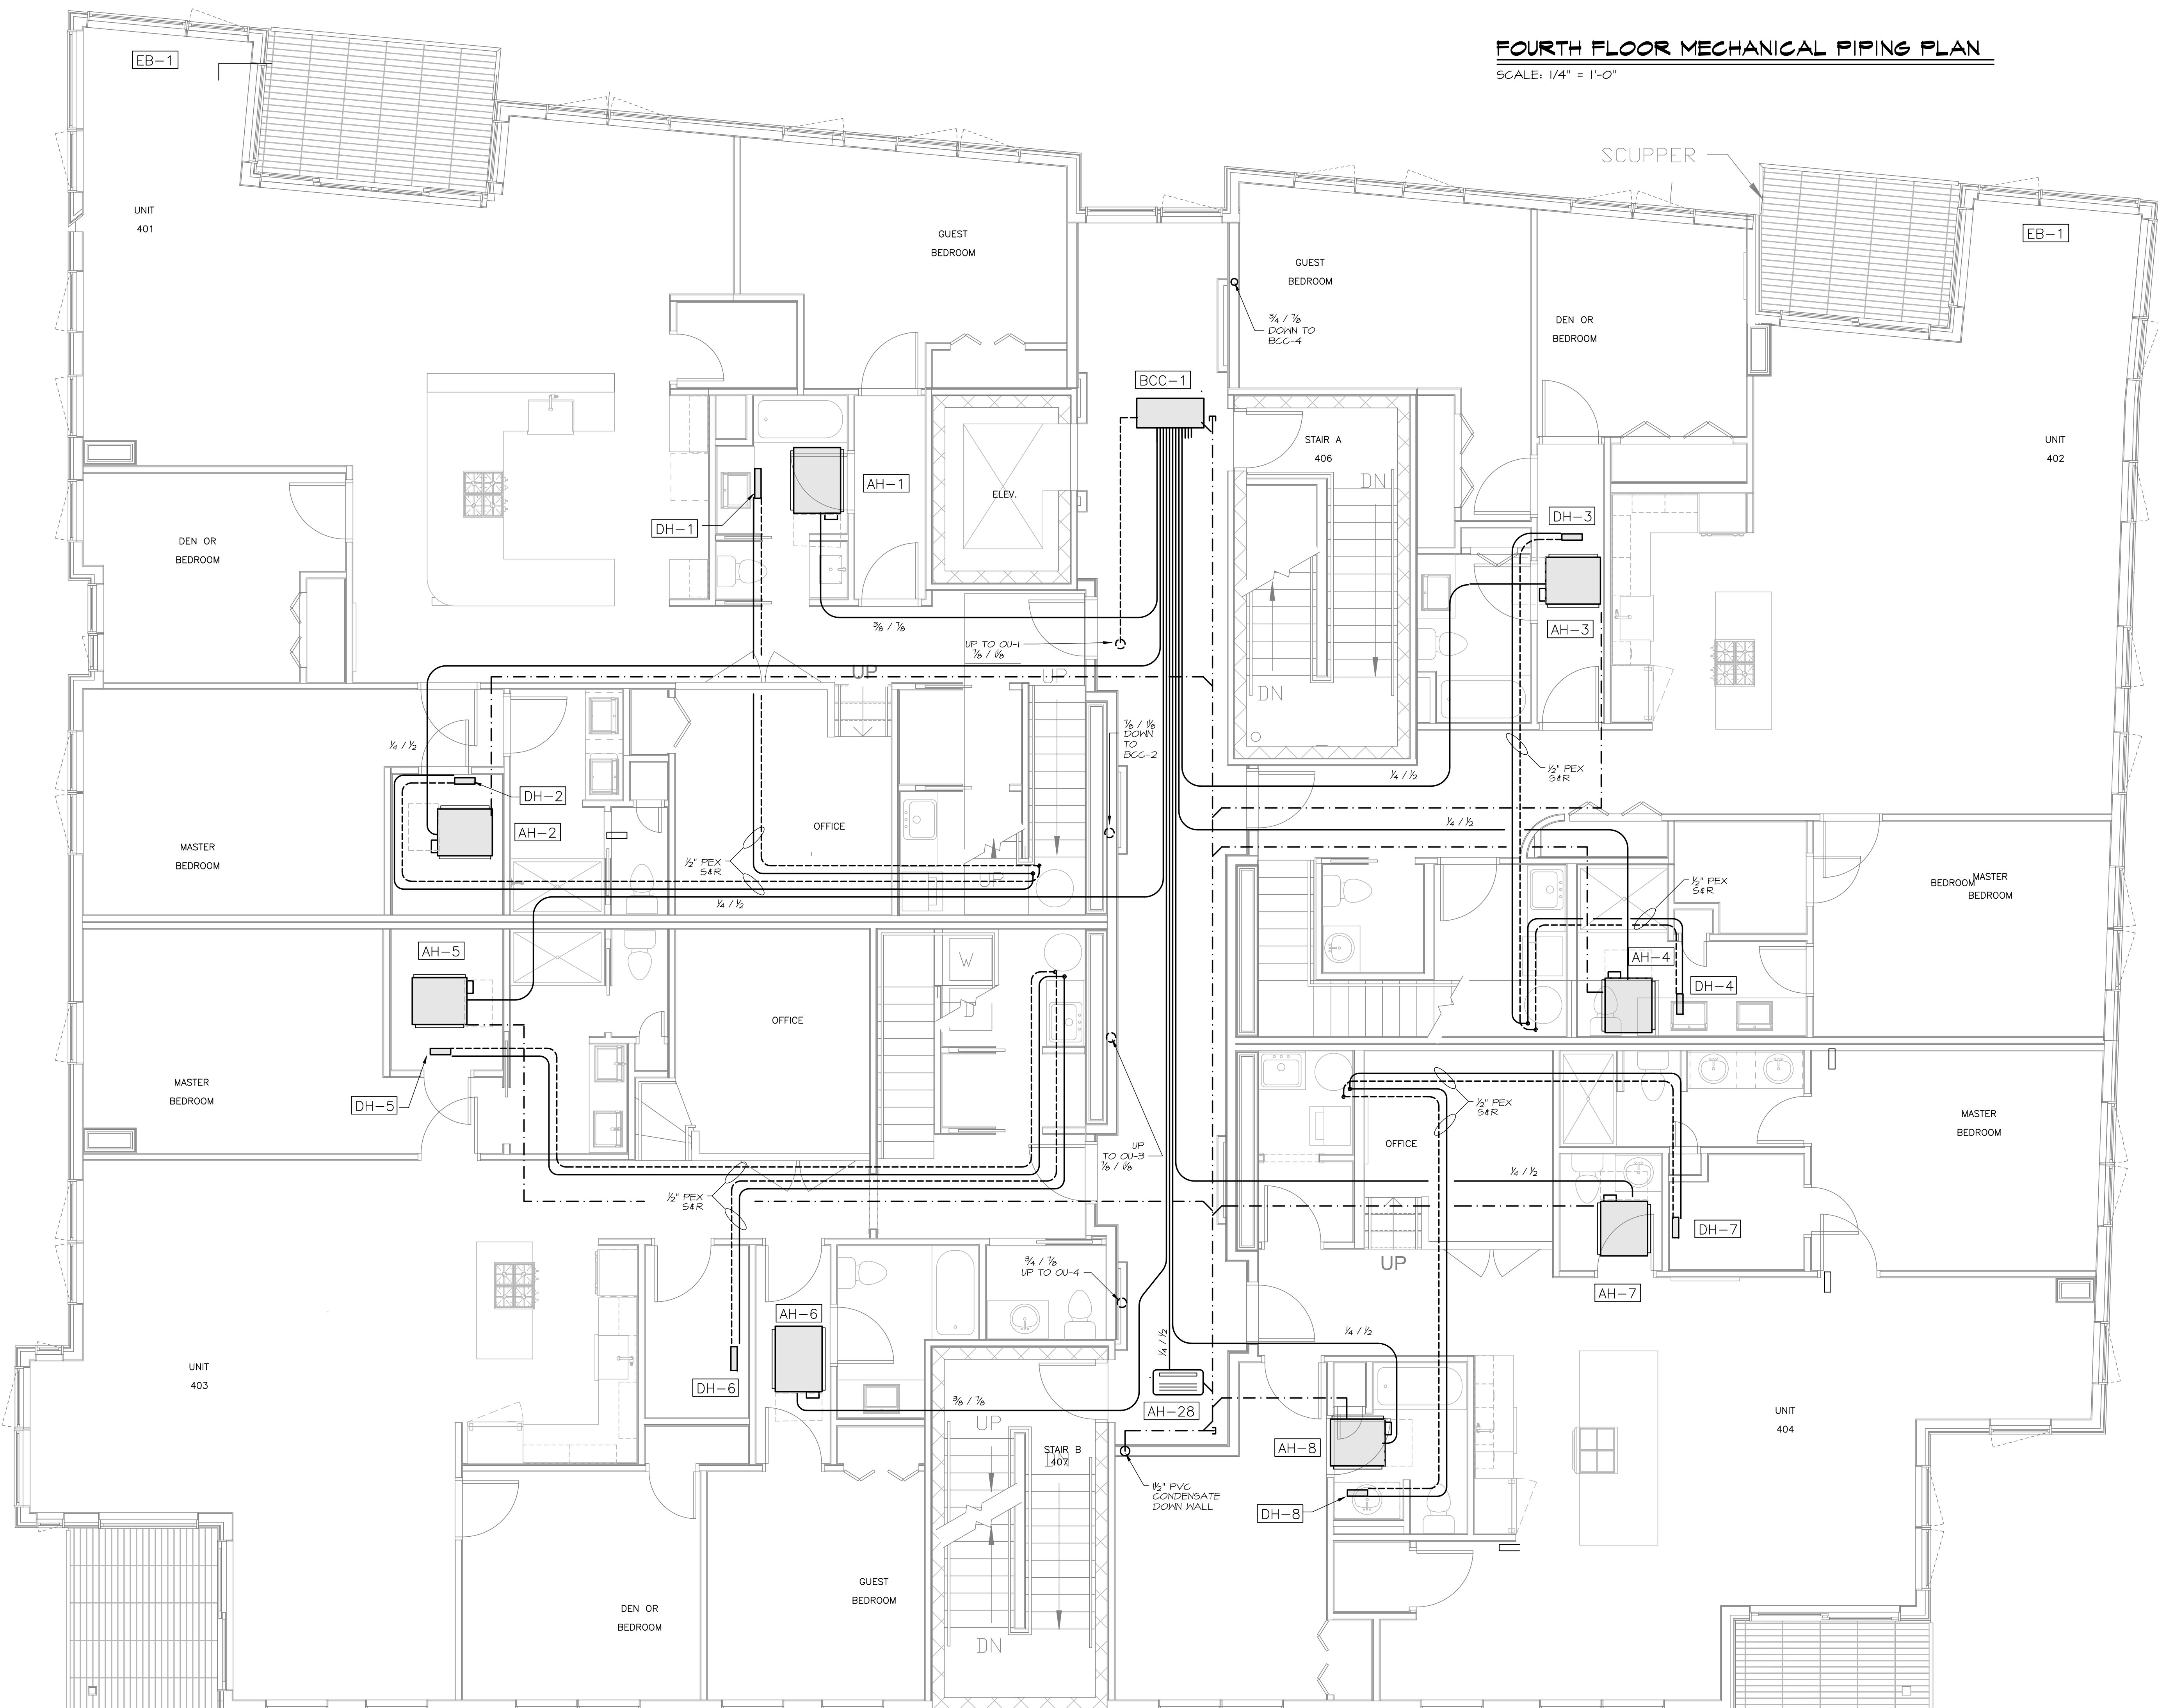 FOURTH FLOOR MECHANICAL PIPING PLAN
SCALE: 1/4" = 1'-0"
EB-1
SCUPPER
UNIT
401
GUEST
BEDROOM
EB-1
GUEST
BEDROOM
3/4 / 7/8
DOWN TO
BCC-4
DEN OR
BEDROOM
BCC-1
STAIR A
406
UNIT
402
DN
AH-1
ELEV.
DH-1
DH-3
DEN OR
BEDROOM
AH-3
3/8 / 7/8
UP TO OU-1
7/8 / 1 1/8
UP
UP
DN
7/8 / 1 1/8
DOWN
TO
BCC-2
1/4 / 1/2
1/4 / 1/2
1/2" PEX
S&R
DH-2
AH-2
OFFICE
1/4 / 1/2
MASTER
BEDROOM
1/2" PEX
S&R
UP
1/4 / 1/2
1/2" PEX
S&R
BEDROOM
MASTER
BEDROOM
AH-5
W
D
AH-4
DH-4
OFFICE
MASTER
BEDROOM
DH-5
1/2" PEX
S&R
MASTER
BEDROOM
OFFICE
UP
TO OU-3
7/8 / 1 1/8
1/4 / 1/2
1/2" PEX
S&R
DH-7
UP
3/4 / 7/8
UP TO OU-4
AH-7
AH-6
1/4 / 1/2
1/4 / 1/2
UNIT
403
DH-6
3/8 / 7/8
AH-28
UNIT
404
UP
STAIR B
407
DN
AH-8
1 1/2" PVC
CONDENSATE
DOWN WALL
DH-8
GUEST
BEDROOM
DEN OR
BEDROOM
DN